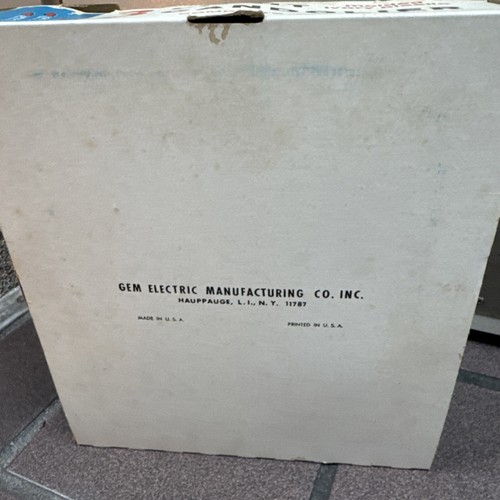 GEM ELECTRIC MANUFACTURING CO. INC.
HAUPPAUGE, L.I., N.Y. 11787
MADE IN U.S.A.
PRINTED IN U.S.A.